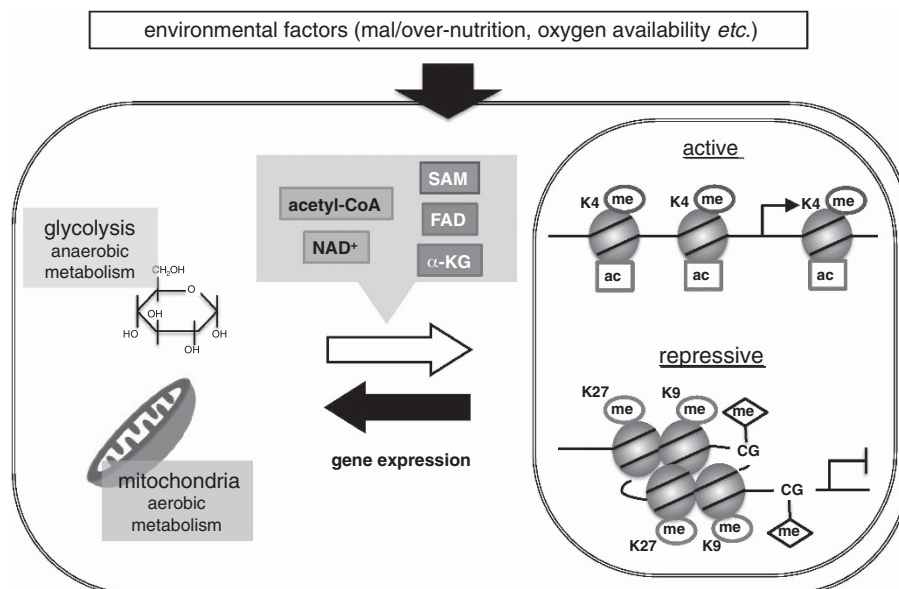 environmental factors (mal/over-nutrition, oxygen availability etc.)
glycolysis
anaerobic
metabolism
CH₂OH
O
OH
OH
HO
OH
OH
mitochondria
aerobic
metabolism
acetyl-CoA
NAD⁺
SAM
FAD
α-KG
gene expression
active
K4 me
K4 me
K4 me
ac
ac
ac
repressive
K27
K9
me
me
me
CG
CG
me
me
me
K27
K9